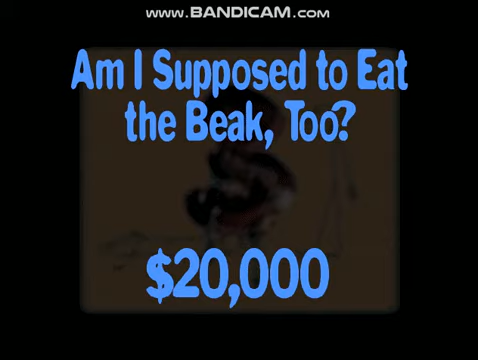 www.BANDICAM.com
Am I Supposed to Eat
the Beak, Too?
$20,000